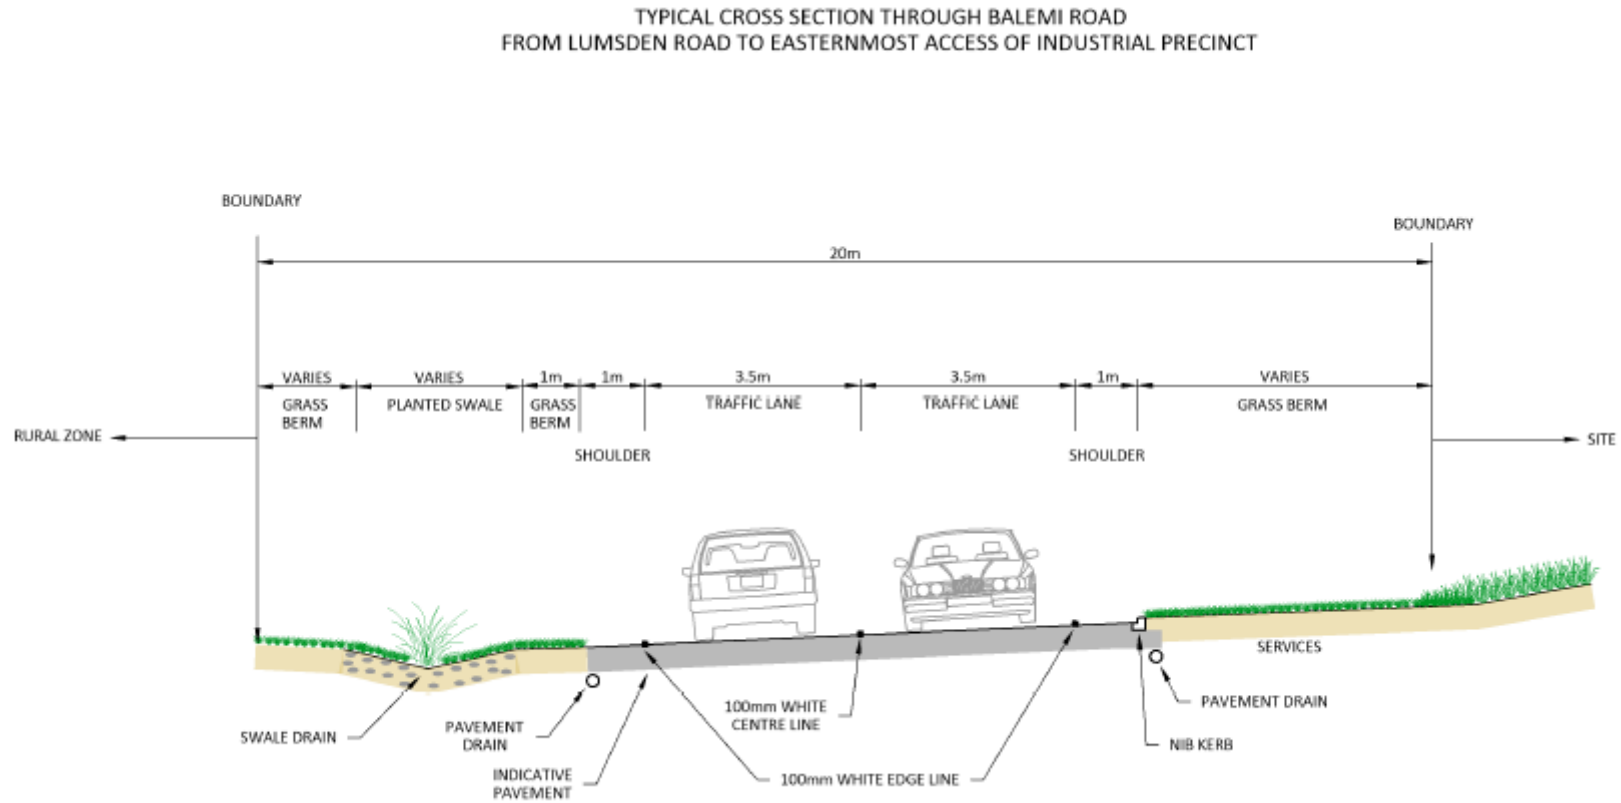 TYPICAL CROSS SECTION THROUGH BALEMI ROAD
FROM LUMSDEN ROAD TO EASTERNMOST ACCESS OF INDUSTRIAL PRECINCT
BOUNDARY
BOUNDARY
20m
VARIES
VARIES
1m
1m
3.5m
3.5m
1m
VARIES
GRASS
BERM
PLANTED SWALE
GRASS
BERM
TRAFFIC LANE
TRAFFIC LANE
GRASS BERM
RURAL ZONE
SITE
SHOULDER
SHOULDER
SERVICES
SWALE DRAIN
PAVEMENT
DRAIN
100mm WHITE
CENTRE LINE
PAVEMENT DRAIN
NIB KERB
INDICATIVE
PAVEMENT
100mm WHITE EDGE LINE